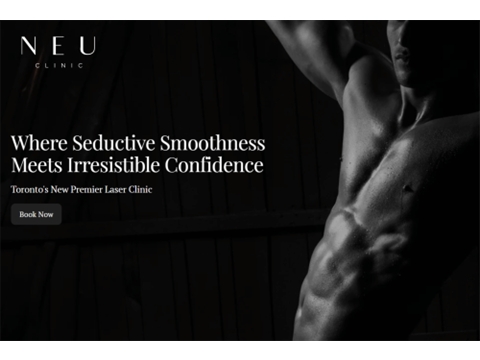 NEU
CLINIC
Where Seductive Smoothness
Meets Irresistible Confidence
Toronto's New Premier Laser Clinic
Book Now